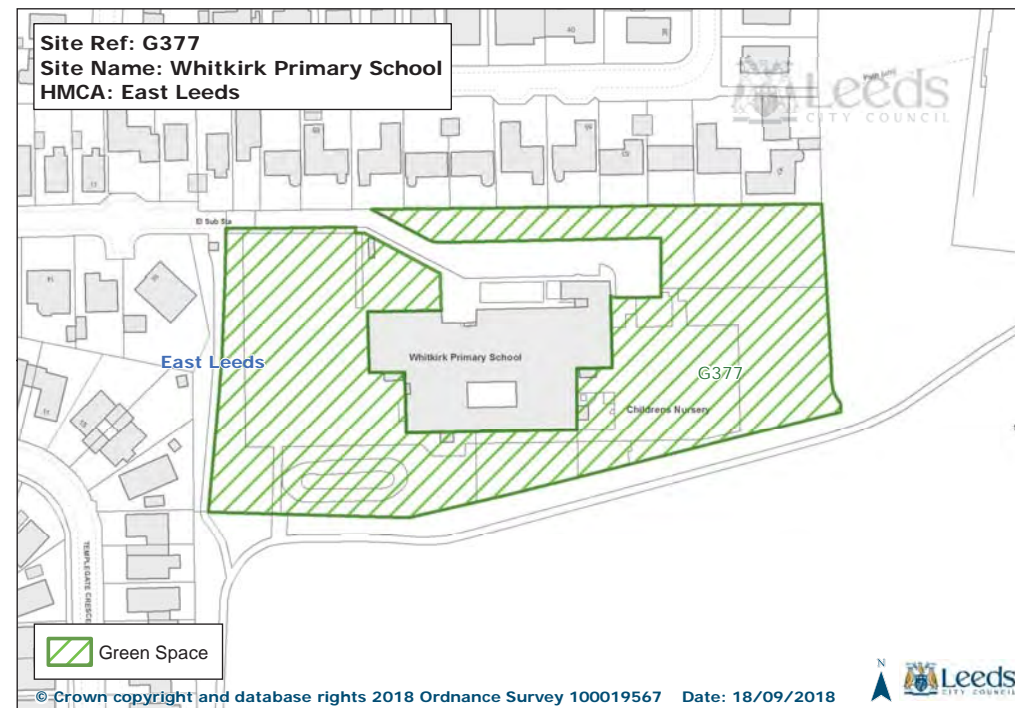 Site Ref: G377
Site Name: Whitkirk Primary School
HMCA: East Leeds
Leeds
CITY COUNCIL
El Sub Sta
East Leeds
Whitkirk Primary School
G377
Childrens Nursery
TEMPLEGATE CRESCE
Green Space
N
© Crown copyright and database rights 2018 Ordnance Survey 100019567 Date: 18/09/2018
Leeds
CITY COUNCIL